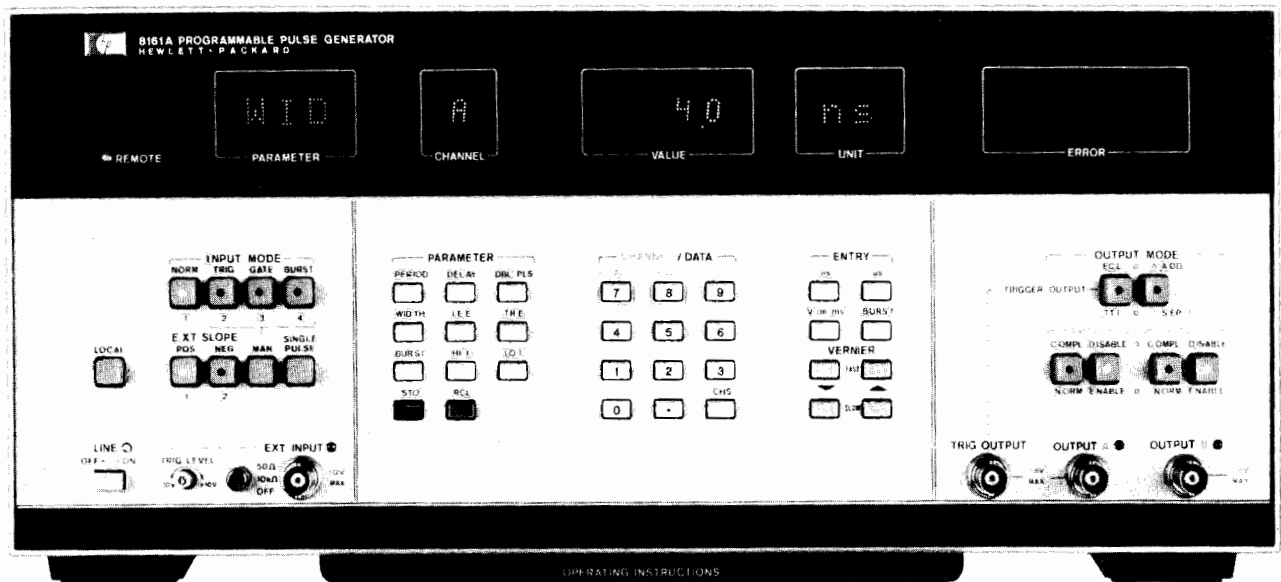 hp 8161A PROGRAMMABLE PULSE GENERATOR
HEWLETT • PACKARD
WID A 4.0 ns
REMOTE PARAMETER CHANNEL VALUE UNIT ERROR
INPUT MODE
NORM TRIG GATE BURST
1 2 3 4
EXT SLOPE
POS NEG MAN SINGLE PULSE
1 2
LOCAL
LINE
OFF ON
TRIG LEVEL
50Ω
10kΩ
OFF
EXT INPUT
MAX
PARAMETER
PERIOD DELAY DBL PLS
WIDTH LEE TRE
BURST HIL LOL
STO RCL
/ DATA
7 8 9
4 5 6
1 2 3
0 • CHS
ENTRY
ns µs
V or ms BURST
VERNIER
FAST
SLOW
OUTPUT MODE
ECL A ADD
TRIGGER OUTPUT
TTL SEP
COMPL DISABLE COMPL DISABLE
NORM ENABLE NORM ENABLE
TRIG OUTPUT OUTPUT A OUTPUT B
MAX MAX
OPERATING INSTRUCTIONS